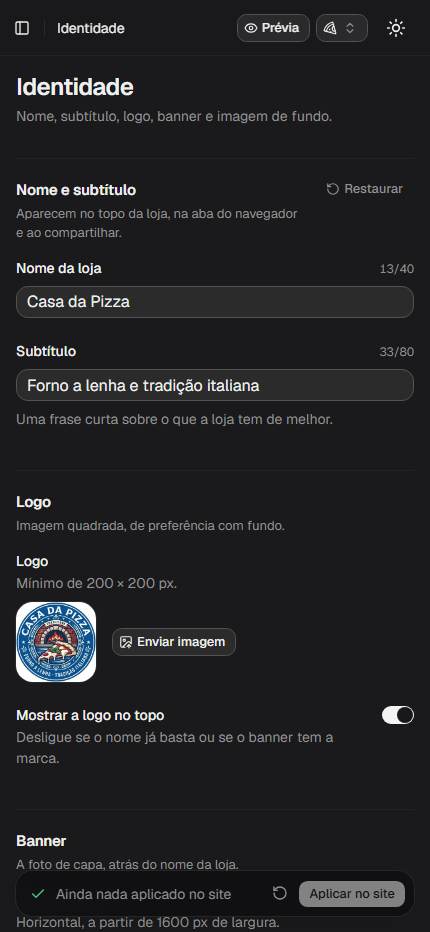 Identidade
Prévia
Identidade
Nome, subtítulo, logo, banner e imagem de fundo.
Nome e subtítulo
Restaurar
Aparecem no topo da loja, na aba do navegador
e ao compartilhar.
Nome da loja
13/40
Casa da Pizza
Subtítulo
33/80
Forno a lenha e tradição italiana
Uma frase curta sobre o que a loja tem de melhor.
Logo
Imagem quadrada, de preferência com fundo.
Logo
Mínimo de 200 × 200 px.
CASA DA PIZZA
FORNO A LENHA · TRADIÇÃO ITALIANA
Enviar imagem
Mostrar a logo no topo
Desligue se o nome já basta ou se o banner tem a
marca.
Banner
A foto de capa, atrás do nome da loja.
Ainda nada aplicado no site
Aplicar no site
Horizontal, a partir de 1600 px de largura.